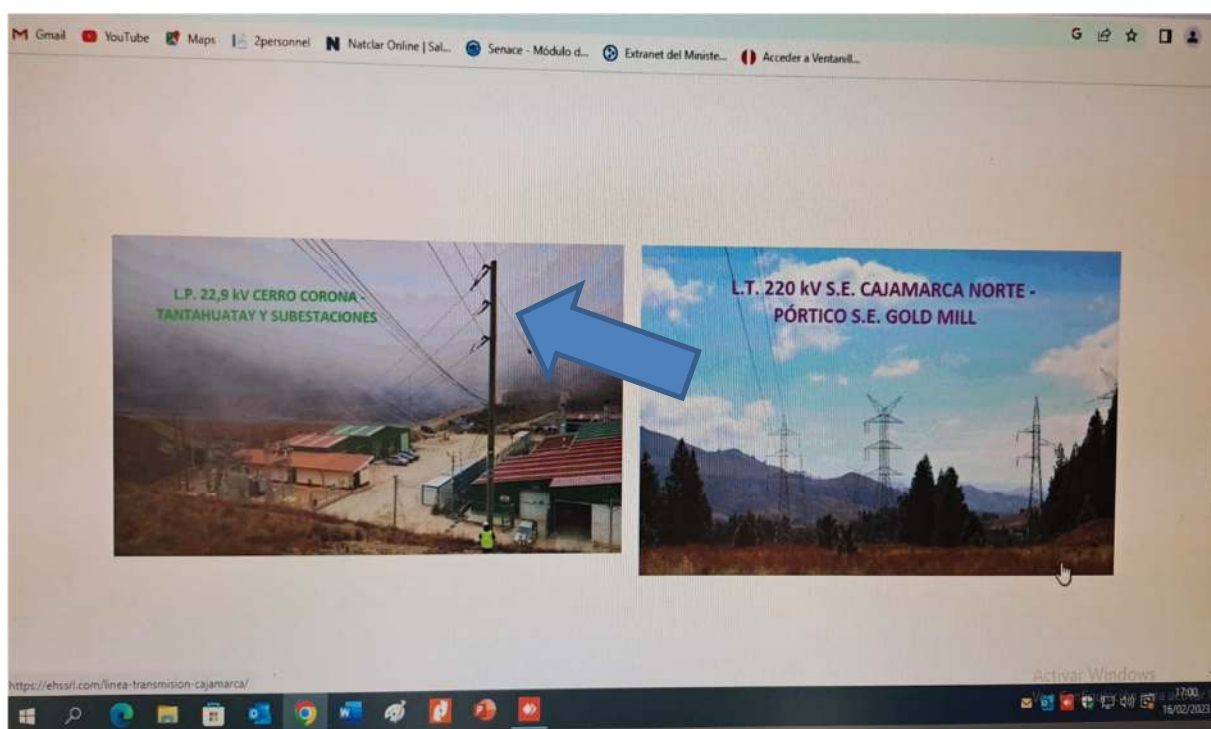 Gmail
YouTube
Maps
2personnel
Natclar Online | Sal...
Senace - Módulo d...
Extranet del Ministe...
Acceder a Ventanill...
L.P. 22,9 kV CERRO CORONA -
TANTAHUATAY Y SUBESTACIONES
L.T. 220 kV S.E. CAJAMARCA NORTE -
PÓRTICO S.E. GOLD MILL
https://ehssrl.com/linea-transmision-cajamarca/
Activar Windows
17:00
16/02/2023